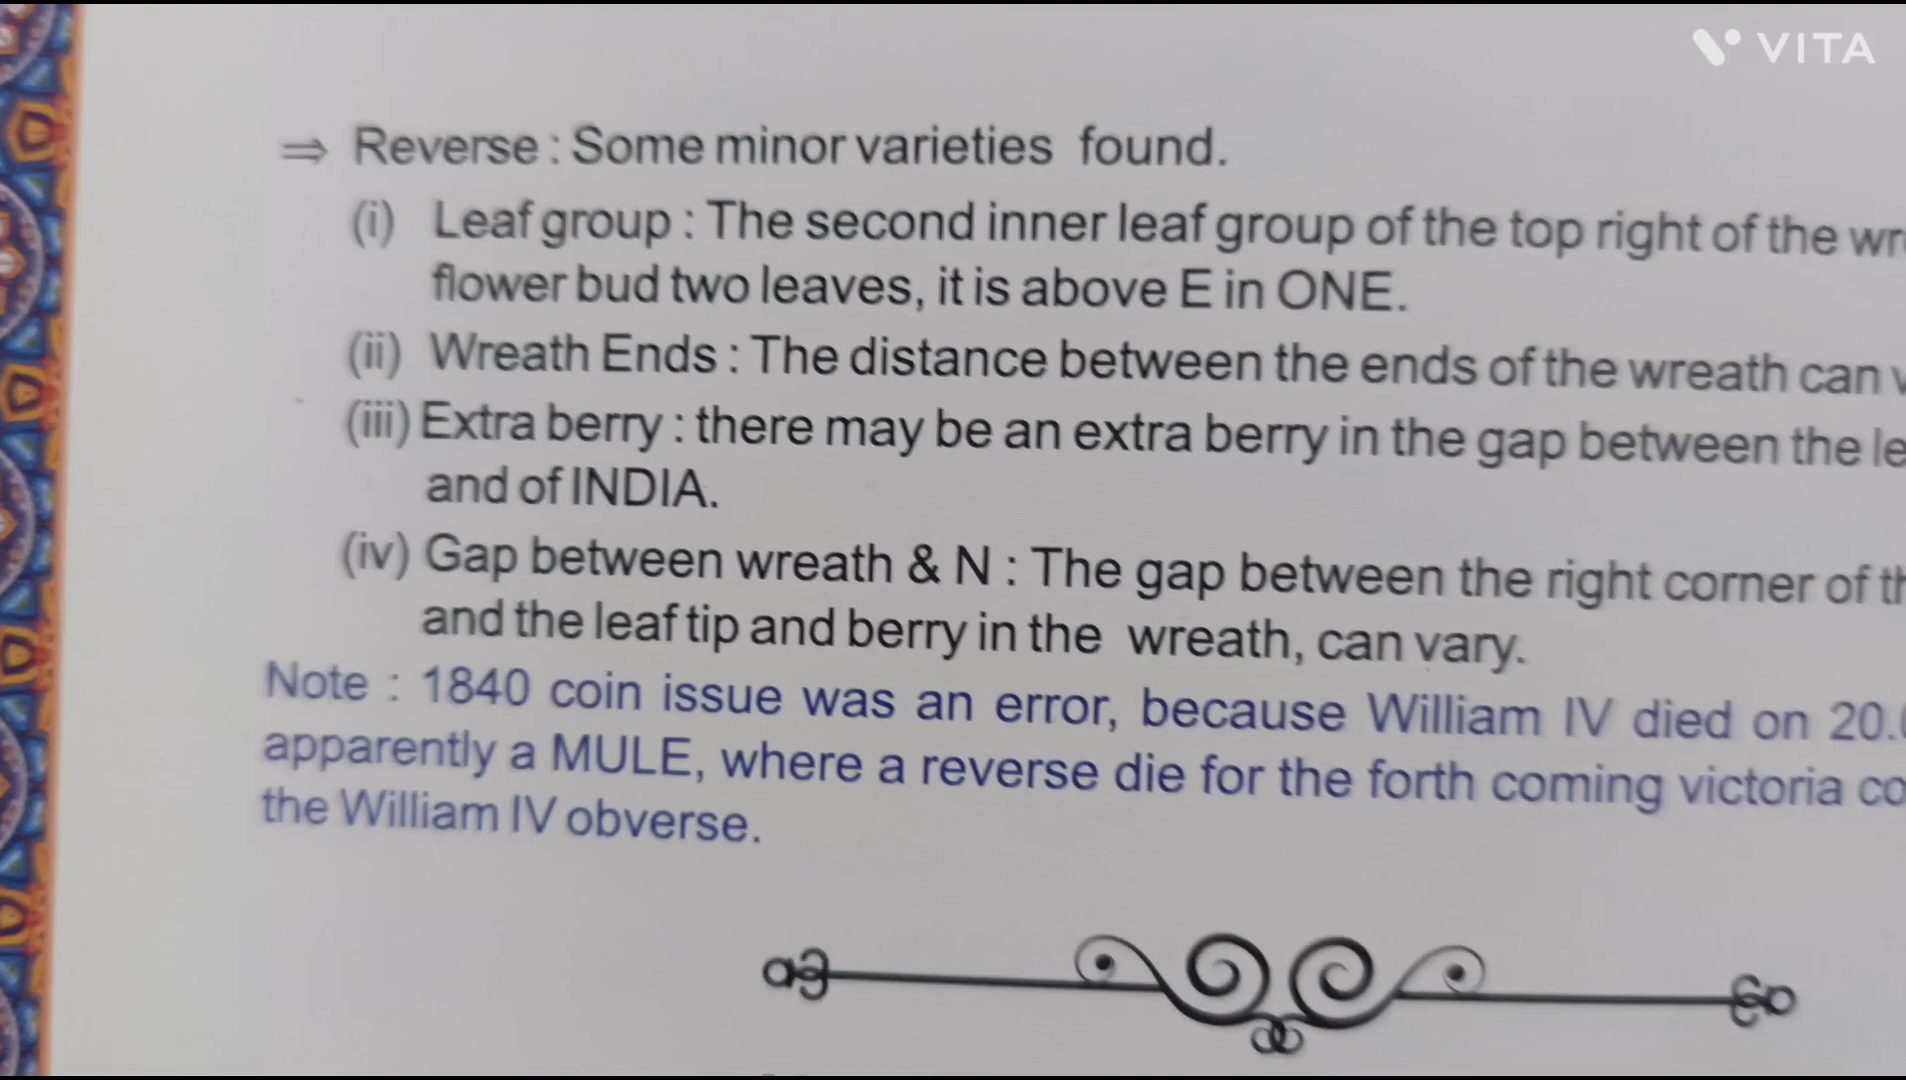 VITA
⇒ Reverse : Some minor varieties found.
(i) Leaf group : The second inner leaf group of the top right of the
flower bud two leaves, it is above E in ONE.
(ii) Wreath Ends : The distance between the ends of the wreath can
(iii) Extra berry : there may be an extra berry in the gap between the
and of INDIA.
(iv) Gap between wreath & N : The gap between the right corner of
and the leaf tip and berry in the wreath, can vary.
Note : 1840 coin issue was an error, because William IV died on 20.
apparently a MULE, where a reverse die for the forth coming victoria
the William IV obverse.